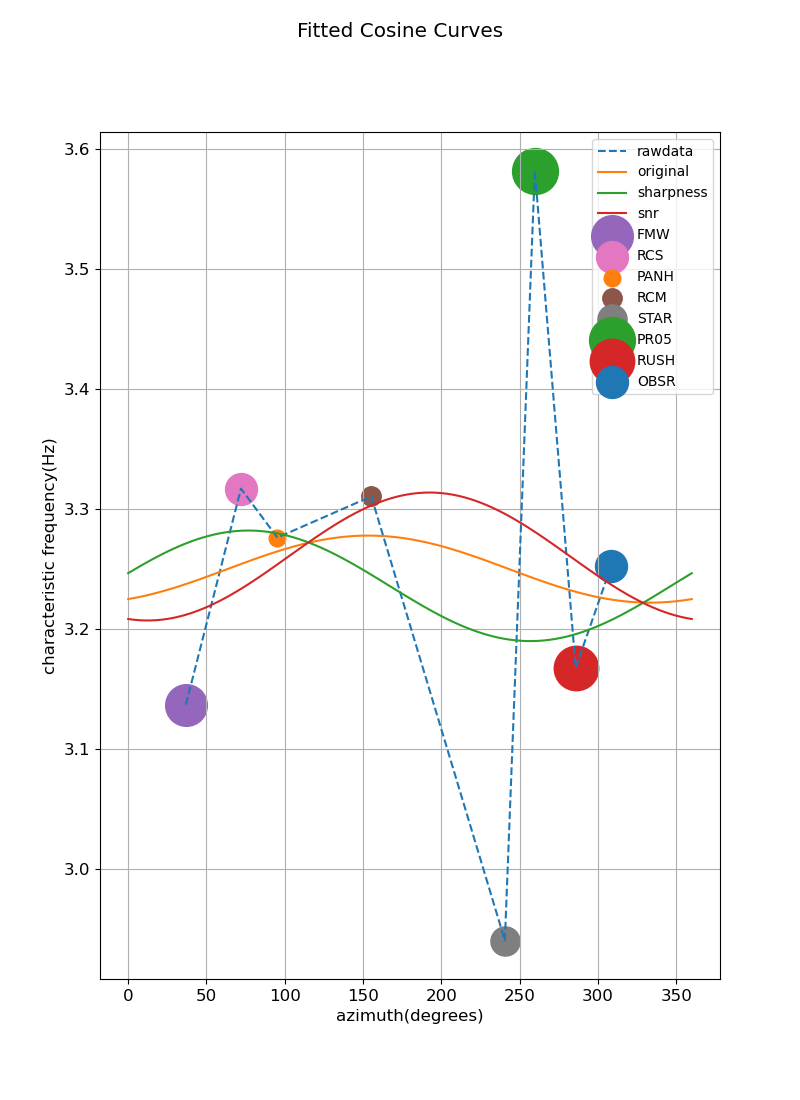 Fitted Cosine Curves
3.6
3.5
3.4
3.3
3.2
3.1
3.0
characteristic frequency(Hz)
rawdata
original
sharpness
snr
FMW
RCS
PANH
RCM
STAR
PR05
RUSH
OBSR
0 50 100 150 200 250 300 350
azimuth(degrees)